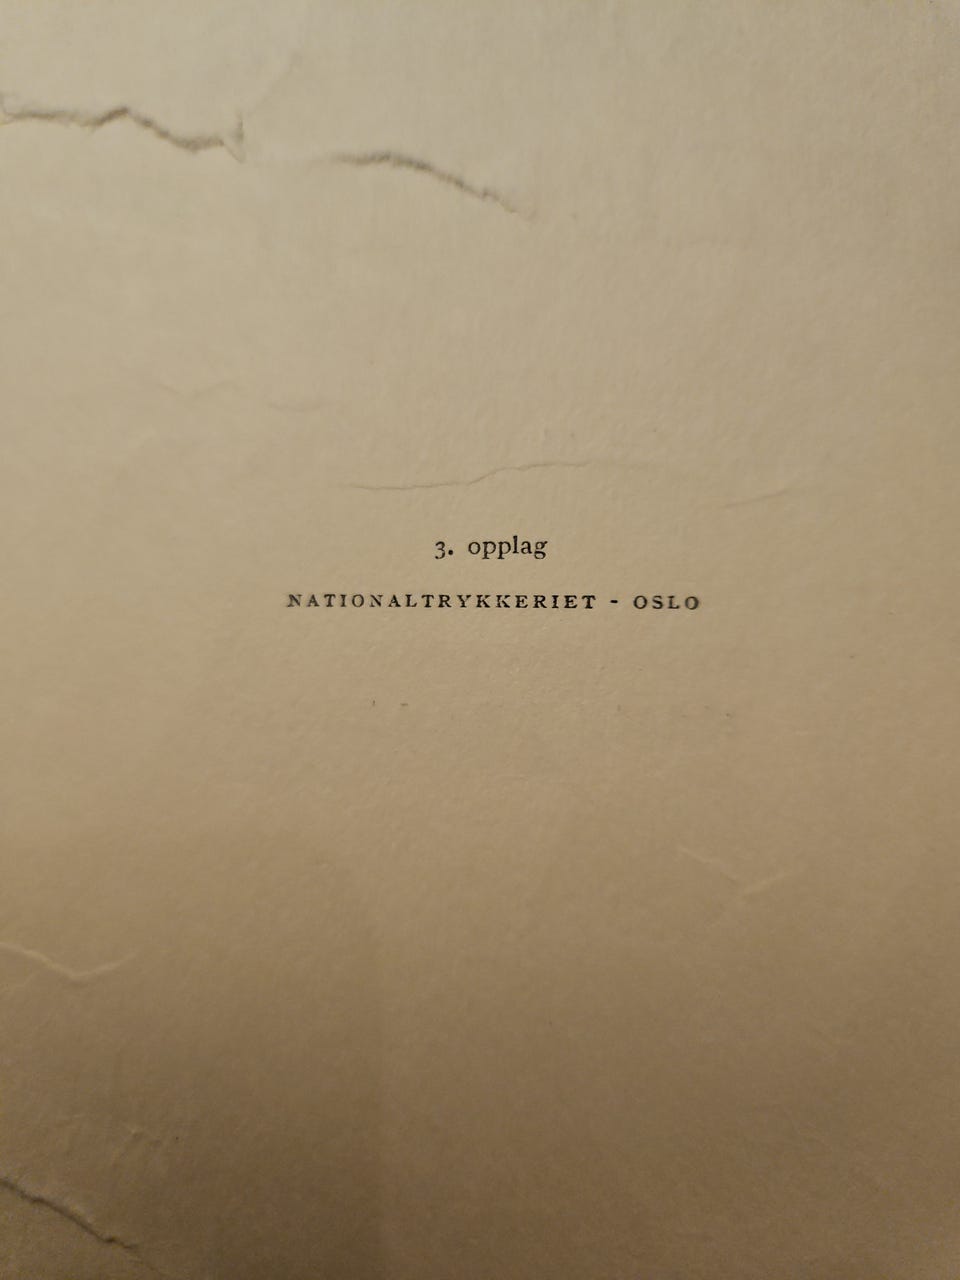 3. opplag
NATIONALTRYKKERIET - OSLO